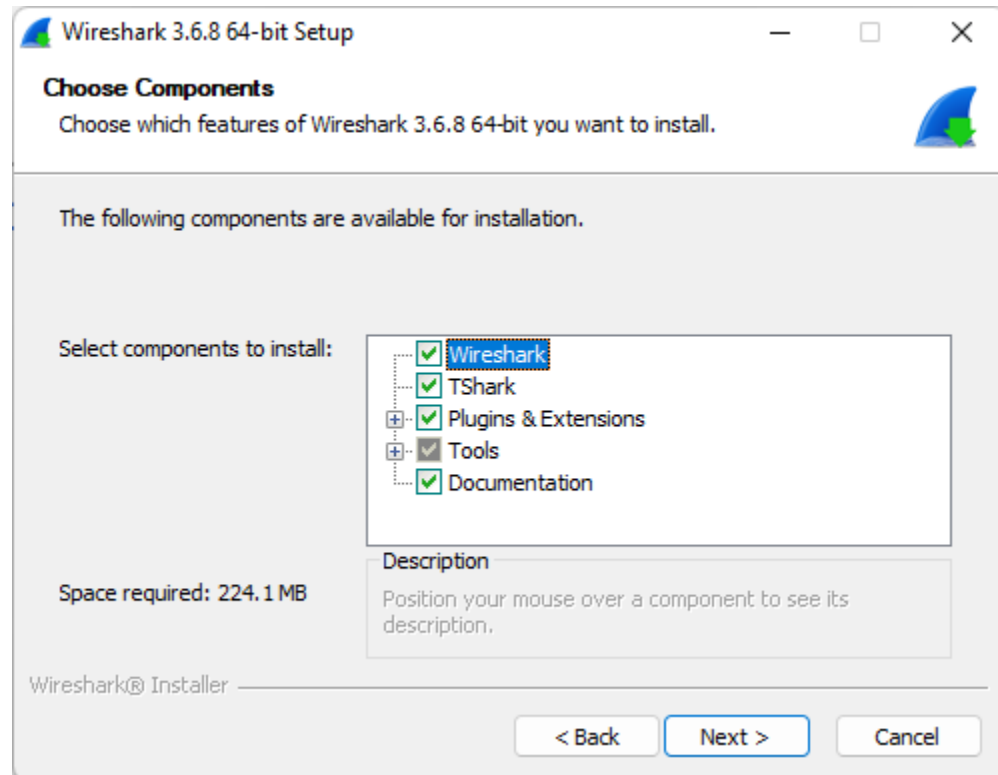 Wireshark 3.6.8 64-bit Setup
Choose Components
Choose which features of Wireshark 3.6.8 64-bit you want to install.
The following components are available for installation.
Select components to install:
Wireshark
TShark
Plugins & Extensions
Tools
Documentation
Space required: 224.1 MB
Description
Position your mouse over a component to see its
description.
Wireshark® Installer
< Back
Next >
Cancel